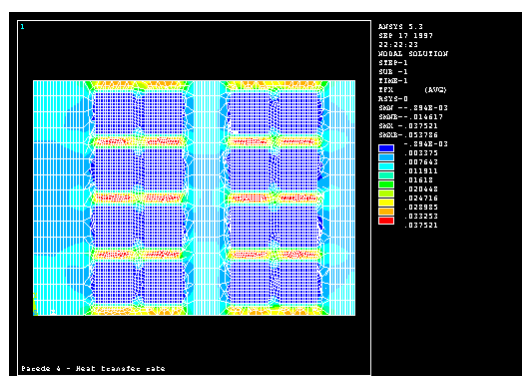 1
ANSYS 5.3
SEP 17 1997
22:22:23
NODAL SOLUTION
STEP=1
SUB =1
TIME=1
TFX (AVG)
RSYS=0
SMN =-.894E-03
SMNB=-.014617
SMX =.037521
SMXB=.053786
-.894E-03
.003375
.007643
.011911
.01618
.020448
.024716
.028985
.033253
.037521
Parede 4 - Heat transfer rate